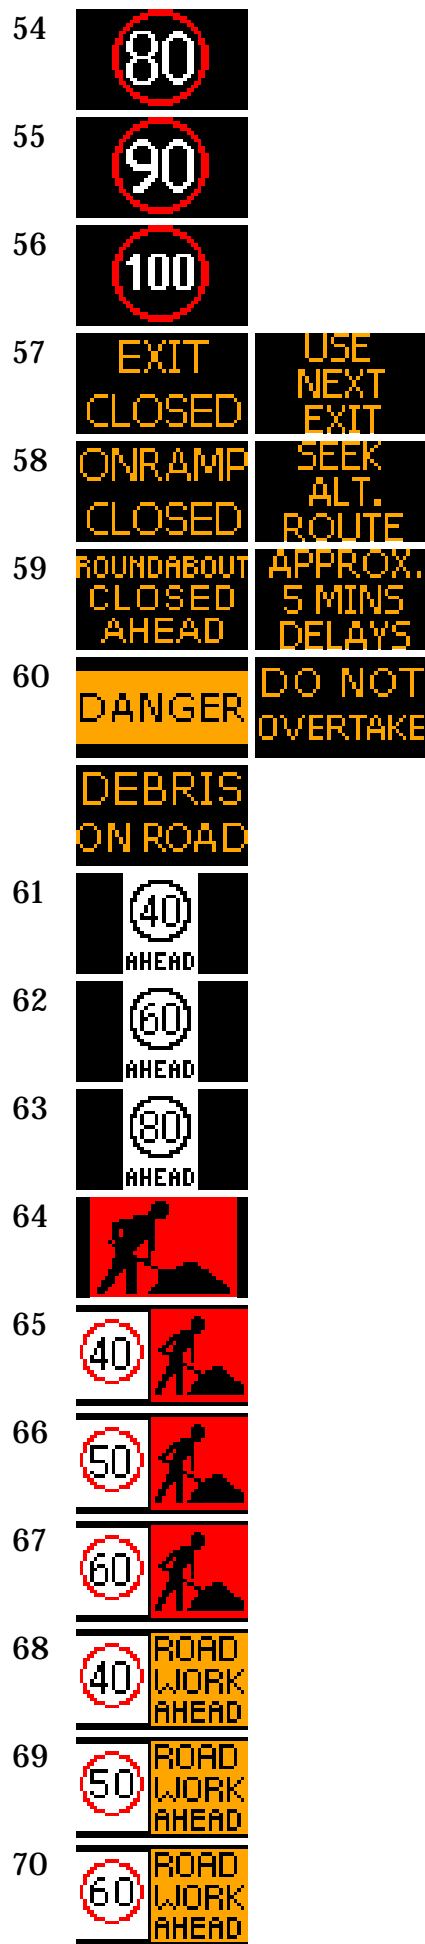 54
80
55
90
56
100
57
EXIT
CLOSED
USE
NEXT
EXIT
58
ONRAMP
CLOSED
SEEK
ALT.
ROUTE
59
ROUNDABOUT
CLOSED
AHEAD
APPROX.
5 MINS
DELAYS
60
DANGER
DO NOT
OVERTAKE
DEBRIS
ON ROAD
61
40
AHEAD
62
60
AHEAD
63
80
AHEAD
64
65
40
66
50
67
60
68
40
ROAD
WORK
AHEAD
69
50
ROAD
WORK
AHEAD
70
60
ROAD
WORK
AHEAD